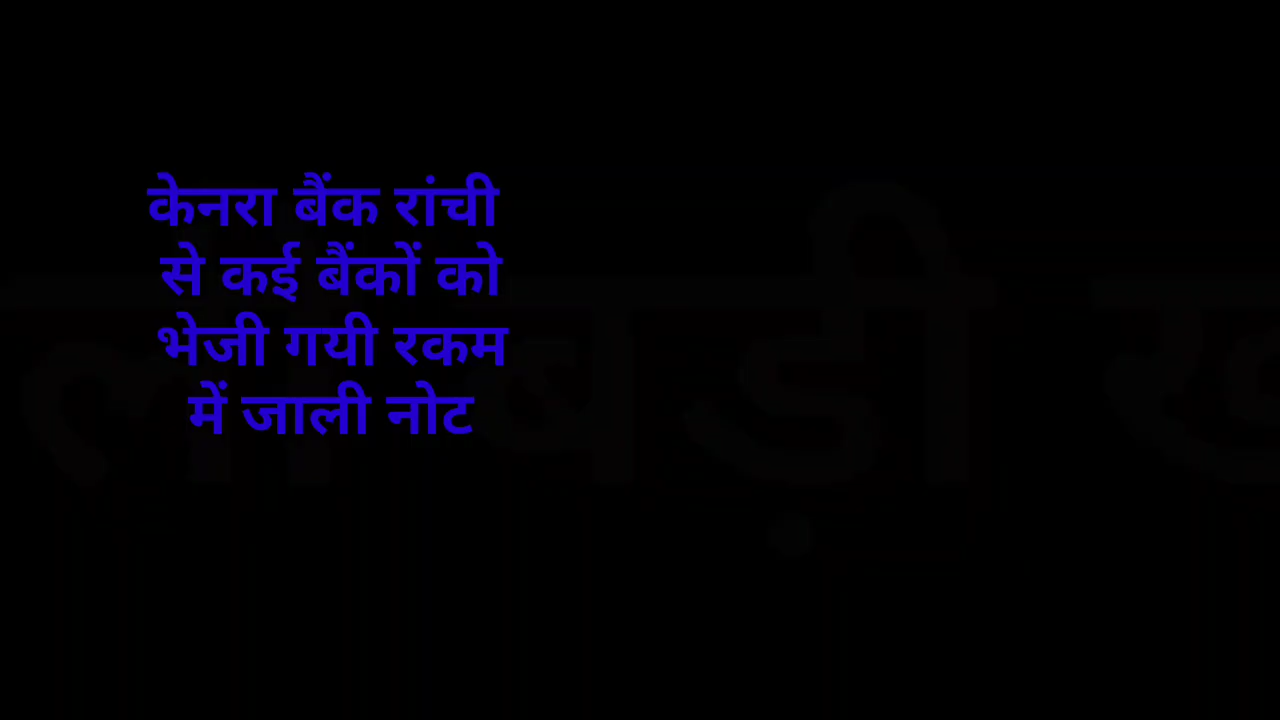 केनरा बैंक रांची
से कई बैंकों को
भेजी गयी रकम
में जाली नोट